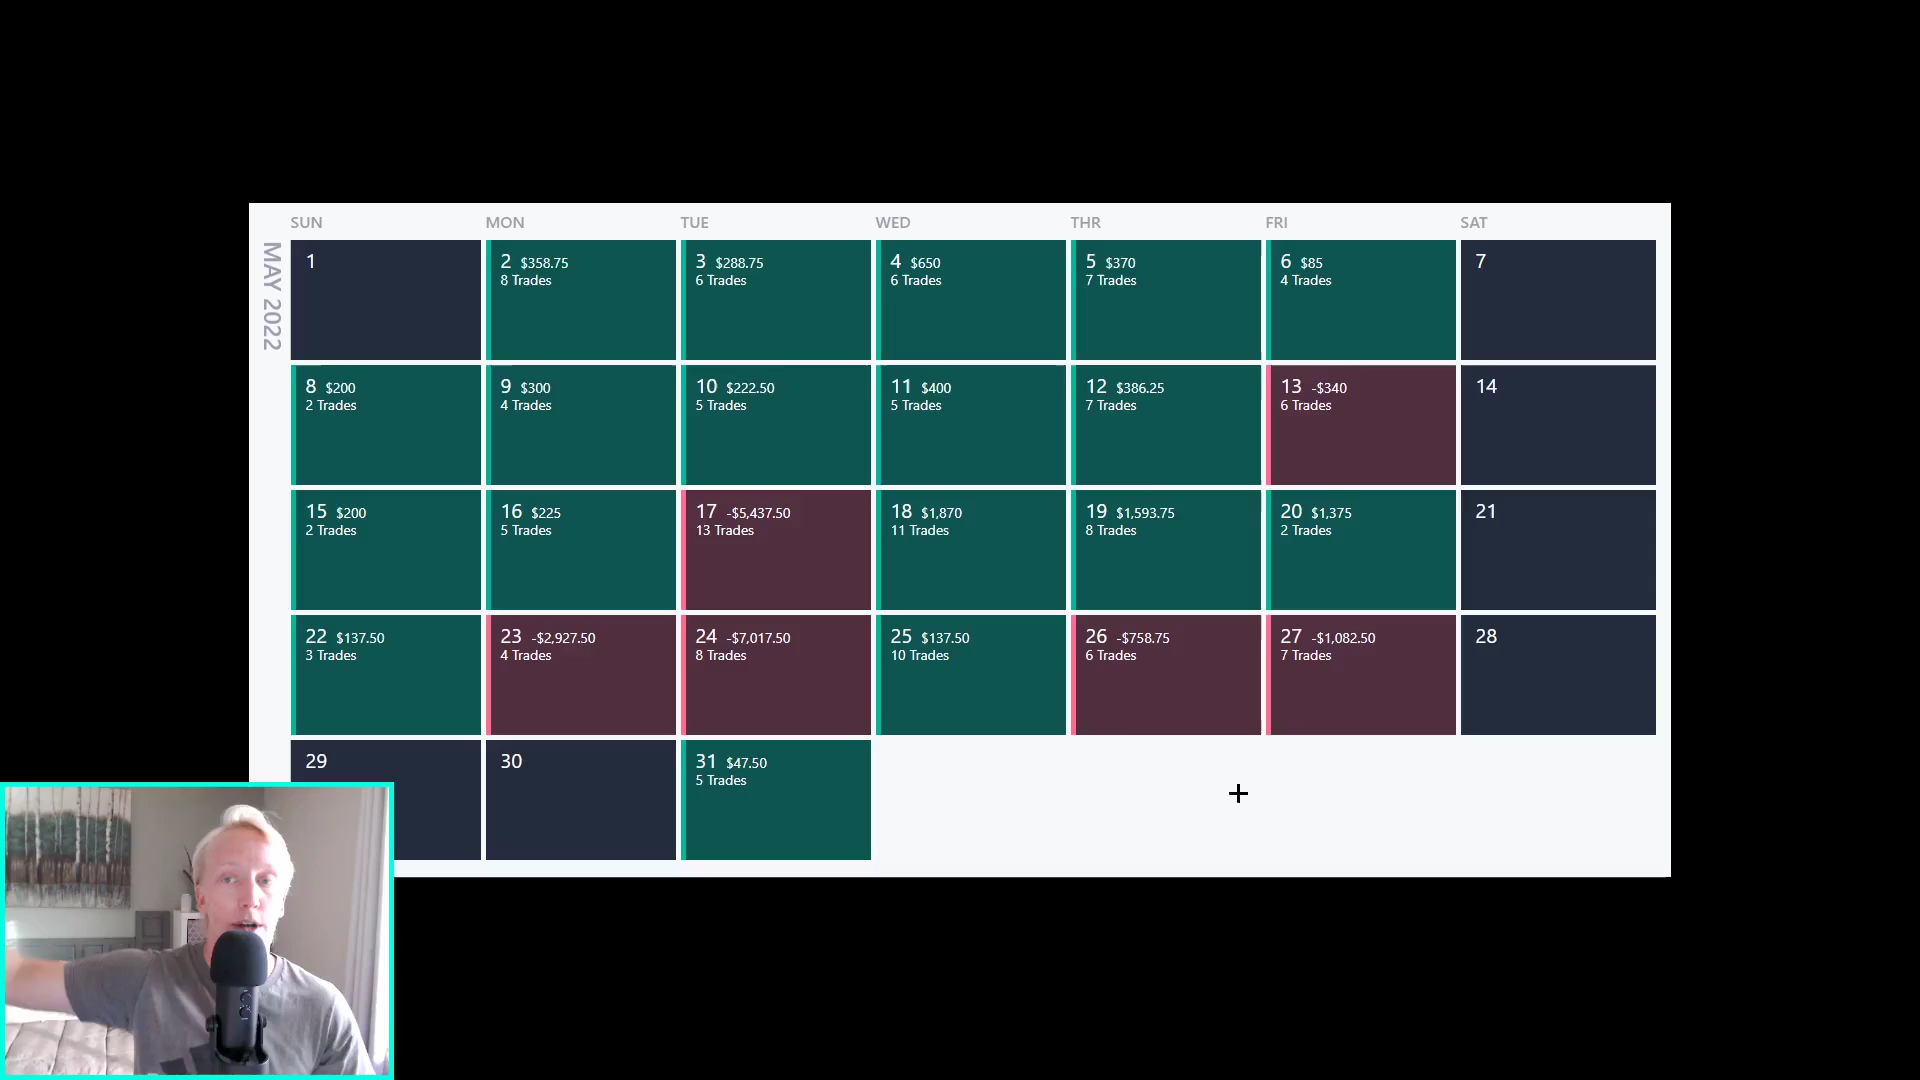 SUN MON TUE WED THR FRI SAT
MAY 2022
1
2 $358.75
8 Trades
3 $288.75
6 Trades
4 $650
6 Trades
5 $370
7 Trades
6 $85
4 Trades
7
8 $200
2 Trades
9 $300
4 Trades
10 $222.50
5 Trades
11 $400
5 Trades
12 $386.25
7 Trades
13 -$340
6 Trades
14
15 $200
2 Trades
16 $225
5 Trades
17 -$5,437.50
13 Trades
18 $1,870
11 Trades
19 $1,593.75
8 Trades
20 $1,375
2 Trades
21
22 $137.50
3 Trades
23 -$2,927.50
4 Trades
24 -$7,017.50
8 Trades
25 $137.50
10 Trades
26 -$758.75
6 Trades
27 -$1,082.50
7 Trades
28
29
30
31 $47.50
5 Trades